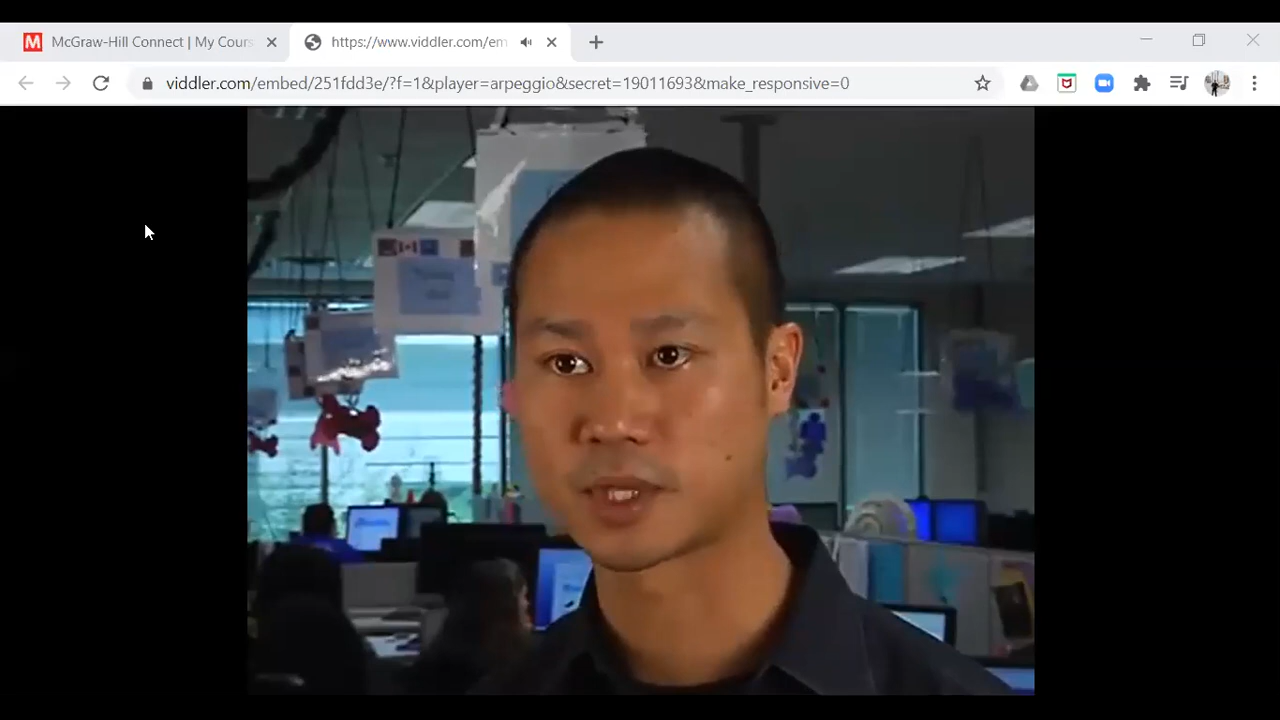 McGraw-Hill Connect | My Cours
https://www.viddler.com/em
viddler.com/embed/251fdd3e/?f=1&player=arpeggio&secret=19011693&make_responsive=0